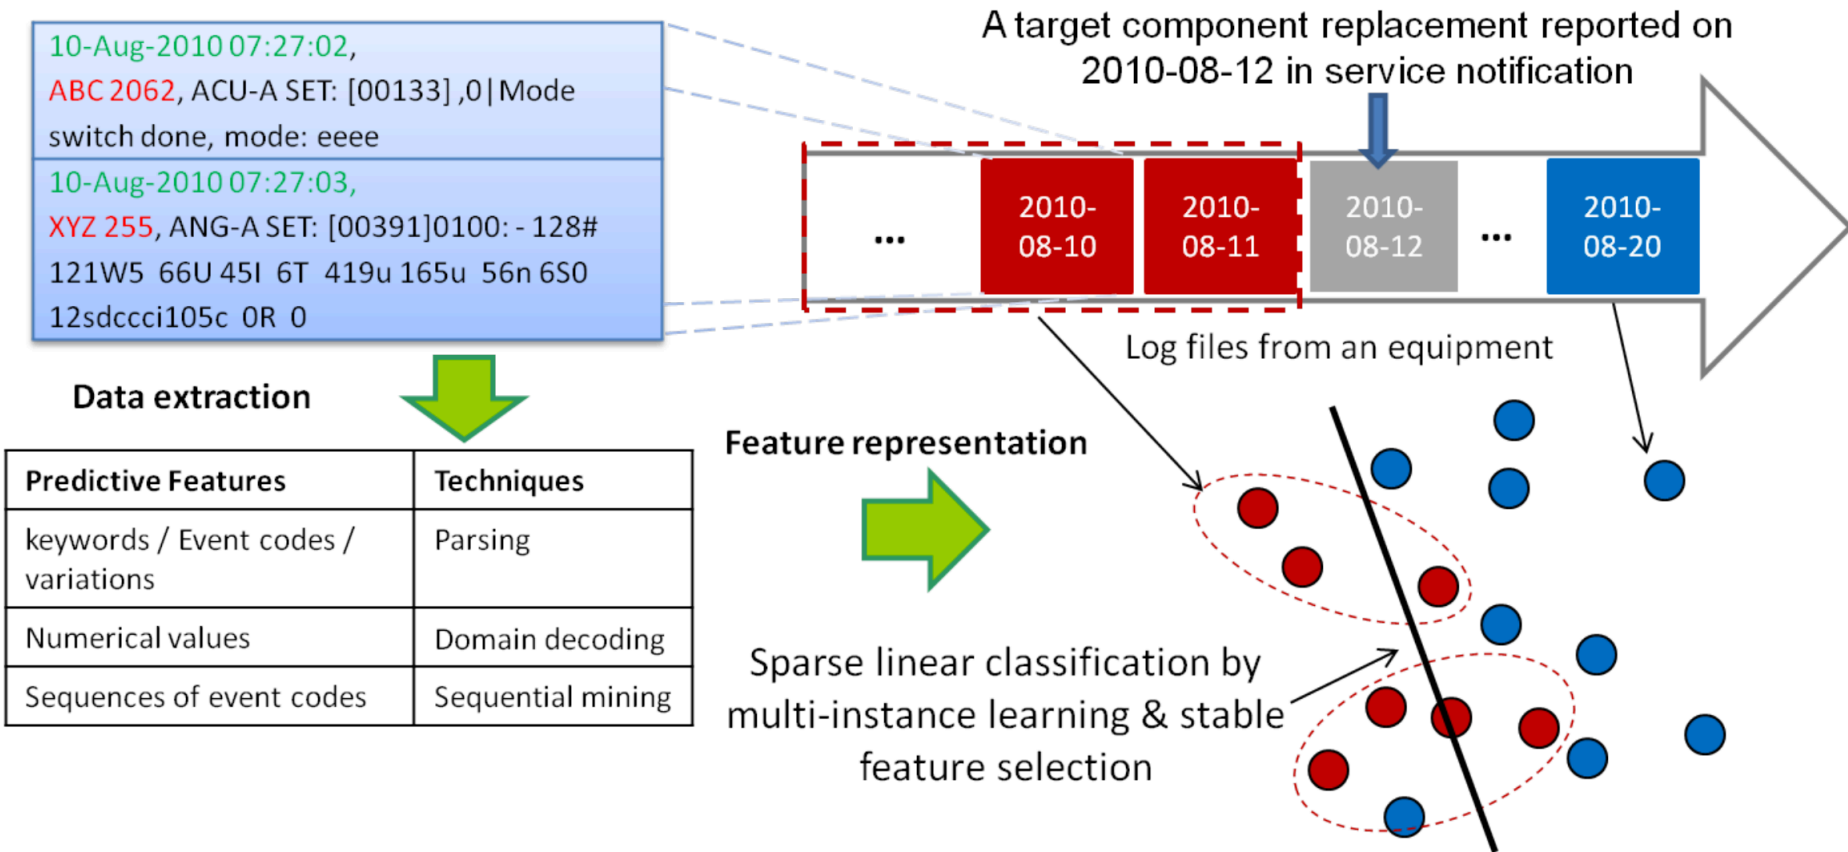 10-Aug-2010 07:27:02,
ABC 2062, ACU-A SET: [00133] ,0|Mode
switch done, mode: eeee
10-Aug-2010 07:27:03,
XYZ 255, ANG-A SET: [00391]0100: - 128#
121W5 66U 45I 6T 419u 165u 56n 6S0
12sdccci105c 0R 0
A target component replacement reported on
2010-08-12 in service notification
...
2010-
08-10
2010-
08-11
2010-
08-12
...
2010-
08-20
Log files from an equipment
Data extraction
Predictive Features
Techniques
keywords / Event codes /
variations
Parsing
Numerical values
Domain decoding
Sequences of event codes
Sequential mining
Feature representation
Sparse linear classification by
multi-instance learning & stable
feature selection